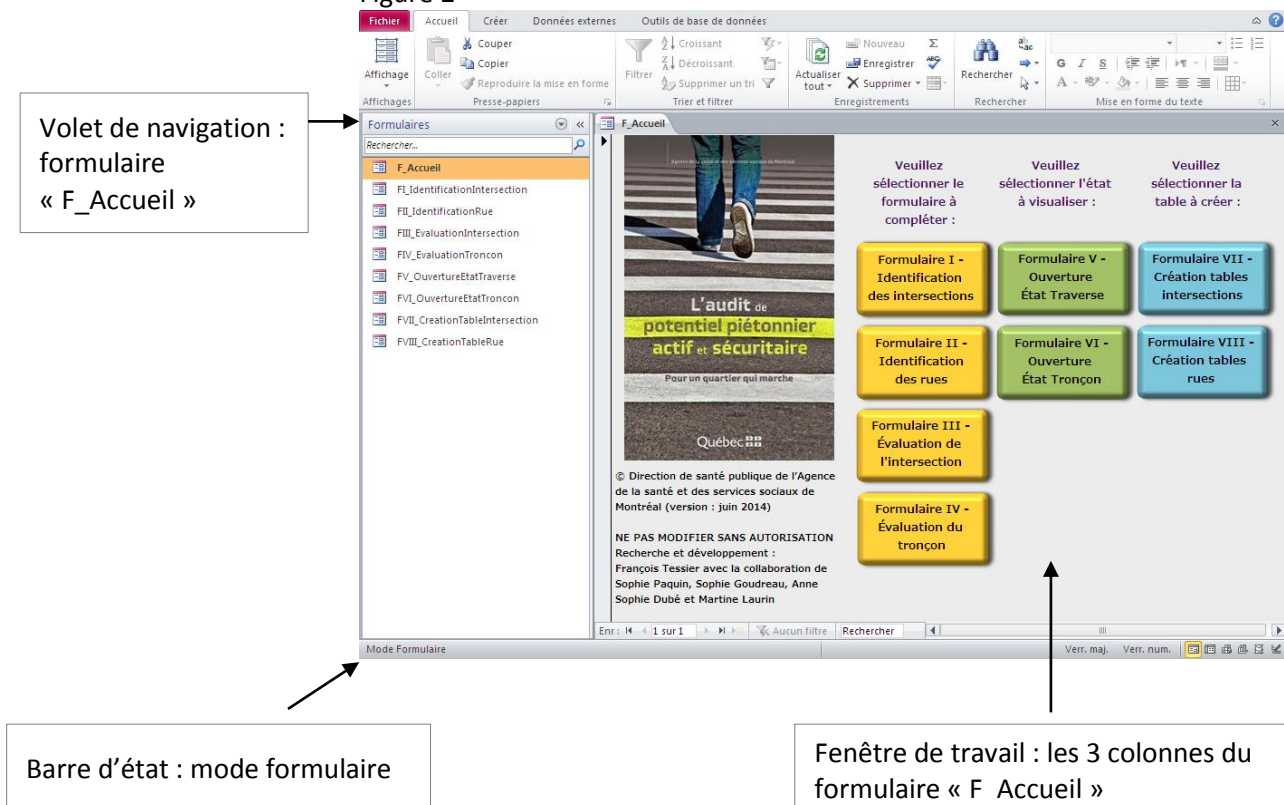 Figure 2
Fichier Accueil Créer Données externes Outils de base de données
Affichage
Affichages
Coller
Couper
Copier
Reproduire la mise en forme
Presse-papiers
Filtrer
Croissant
Décroissant
Supprimer un tri
Trier et filtrer
Actualiser
tout
Nouveau
Enregistrer
Supprimer
Enregistrements
Rechercher
Rechercher
G I S
Mise en forme du texte
Volet de navigation :
formulaire
« F_Accueil »
Formulaires
Rechercher...
F_Accueil
FI_IdentificationIntersection
FII_IdentificationRue
FIII_EvaluationIntersection
FIV_EvaluationTroncon
FV_OuvertureEtatTraverse
FVI_OuvertureEtatTroncon
FVII_CreationTableIntersection
FVIII_CreationTableRue
F_Accueil
Agence de la santé et des services sociaux de Montréal
L'audit de
potentiel piétonnier
actif et sécuritaire
Pour un quartier qui marche
Québec
© Direction de santé publique de l'Agence
de la santé et des services sociaux de
Montréal (version : juin 2014)
NE PAS MODIFIER SANS AUTORISATION
Recherche et développement :
François Tessier avec la collaboration de
Sophie Paquin, Sophie Goudreau, Anne
Sophie Dubé et Martine Laurin
Veuillez
sélectionner le
formulaire à
compléter :
Formulaire I -
Identification
des intersections
Formulaire II -
Identification
des rues
Formulaire III -
Évaluation de
l'intersection
Formulaire IV -
Évaluation du
tronçon
Veuillez
sélectionner l'état
à visualiser :
Formulaire V -
Ouverture
État Traverse
Formulaire VI -
Ouverture
État Tronçon
Veuillez
sélectionner la
table à créer :
Formulaire VII -
Création tables
intersections
Formulaire VIII -
Création tables
rues
Enr : 1 sur 1 Aucun filtre Rechercher
Mode Formulaire Verr. maj. Verr. num.
Barre d'état : mode formulaire
Fenêtre de travail : les 3 colonnes du
formulaire « F_Accueil »